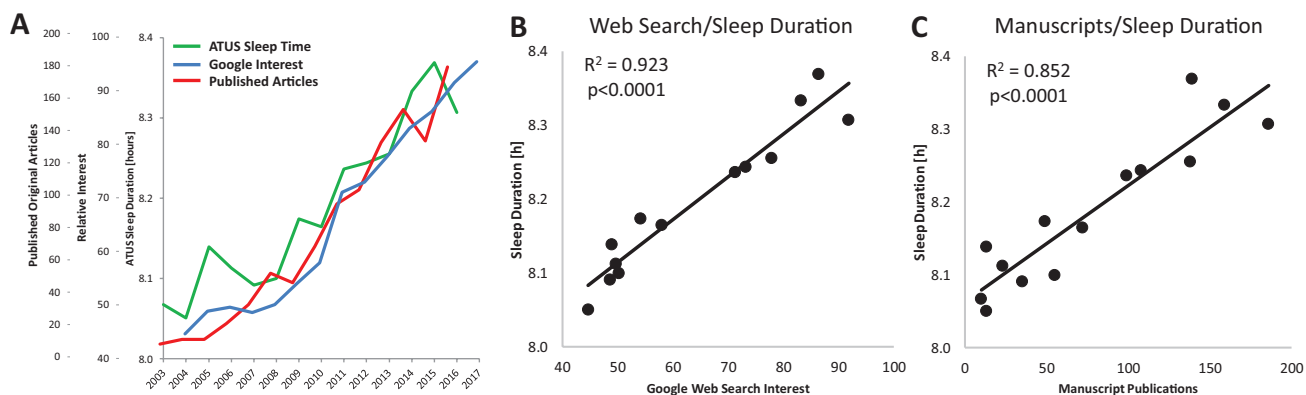 A
ATUS Sleep Time
Google Interest
Published Articles
Published Original Articles
200
180
160
140
120
100
80
60
40
20
0
Relative Interest
100
90
80
70
60
50
40
ATUS Sleep Duration [hours]
8.4
8.3
8.2
8.1
8.0
2003 2004 2005 2006 2007 2008 2009 2010 2011 2012 2013 2014 2015 2016 2017
B
Web Search/Sleep Duration
R² = 0.923
p<0.0001
Sleep Duration [h]
8.4
8.3
8.2
8.1
8.0
40 50 60 70 80 90 100
Google Web Search Interest
C
Manuscripts/Sleep Duration
R² = 0.852
p<0.0001
Sleep Duration [h]
8.4
8.3
8.2
8.1
8.0
0 50 100 150 200
Manuscript Publications